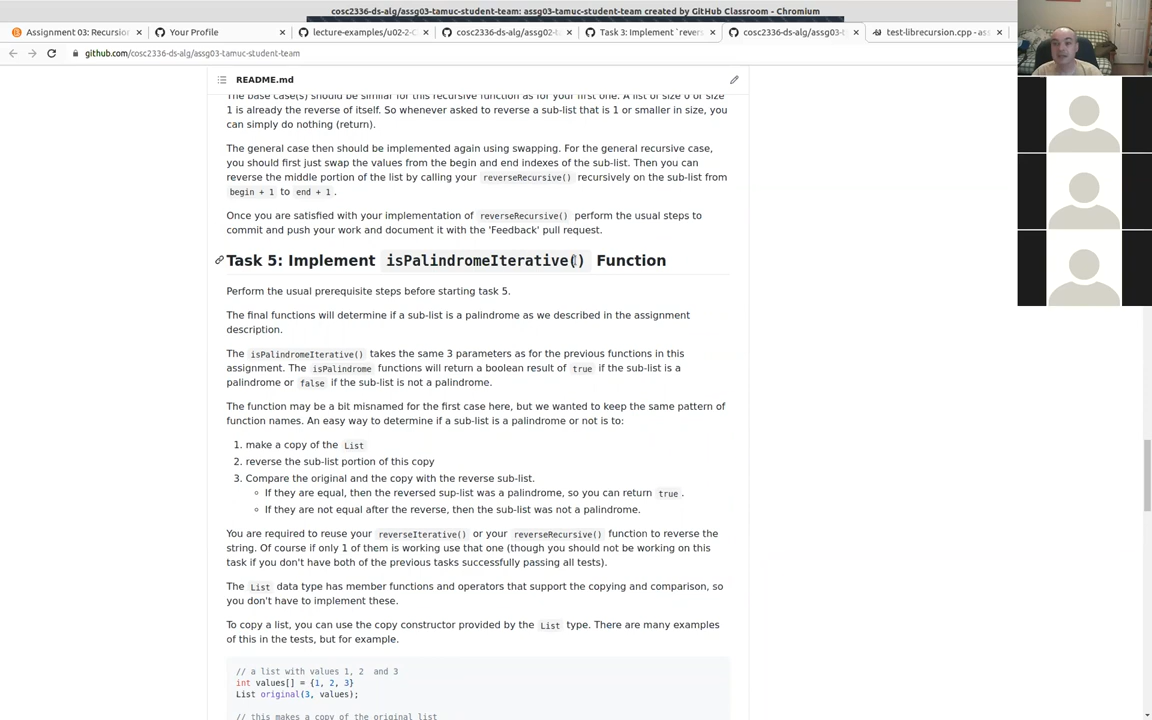 cosc2336-ds-alg/assg03-tamuc-student-team: assg03-tamuc-student-team created by GitHub Classroom - Chromium
Assignment 03: Recursio
Your Profile
lecture-examples/u02-2-C
cosc2336-ds-alg/assg02-t
Task 3: Implement `revers
cosc2336-ds-alg/assg03-t
test-librecursion.cpp - ass
github.com/cosc2336-ds-alg/assg03-tamuc-student-team
README.md
The base case(s) should be similar for this recursive function as for your first one. A list of size 0 or size
1 is already the reverse of itself. So whenever asked to reverse a sub-list that is 1 or smaller in size, you
can simply do nothing (return).
The general case then should be implemented again using swapping. For the general recursive case,
you should first just swap the values from the begin and end indexes of the sub-list. Then you can
reverse the middle portion of the list by calling your reverseRecursive() recursively on the sub-list from
begin + 1 to end + 1 .
Once you are satisfied with your implementation of reverseRecursive() perform the usual steps to
commit and push your work and document it with the 'Feedback' pull request.
Task 5: Implement isPalindromeIterative() Function
Perform the usual prerequisite steps before starting task 5.
The final functions will determine if a sub-list is a palindrome as we described in the assignment
description.
The isPalindromeIterative() takes the same 3 parameters as for the previous functions in this
assignment. The isPalindrome functions will return a boolean result of true if the sub-list is a
palindrome or false if the sub-list is not a palindrome.
The function may be a bit misnamed for the first case here, but we wanted to keep the same pattern of
function names. An easy way to determine if a sub-list is a palindrome or not is to:
1. make a copy of the List
2. reverse the sub-list portion of this copy
3. Compare the original and the copy with the reverse sub-list.
◦ If they are equal, then the reversed sup-list was a palindrome, so you can return true .
◦ If they are not equal after the reverse, then the sub-list was not a palindrome.
You are required to reuse your reverseIterative() or your reverseRecursive() function to reverse the
string. Of course if only 1 of them is working use that one (though you should not be working on this
task if you don't have both of the previous tasks successfully passing all tests).
The List data type has member functions and operators that support the copying and comparison, so
you don't have to implement these.
To copy a list, you can use the copy constructor provided by the List type. There are many examples
of this in the tests, but for example.
// a list with values 1, 2  and 3
int values[] = {1, 2, 3}
List original(3, values);
// this makes a copy of the original list